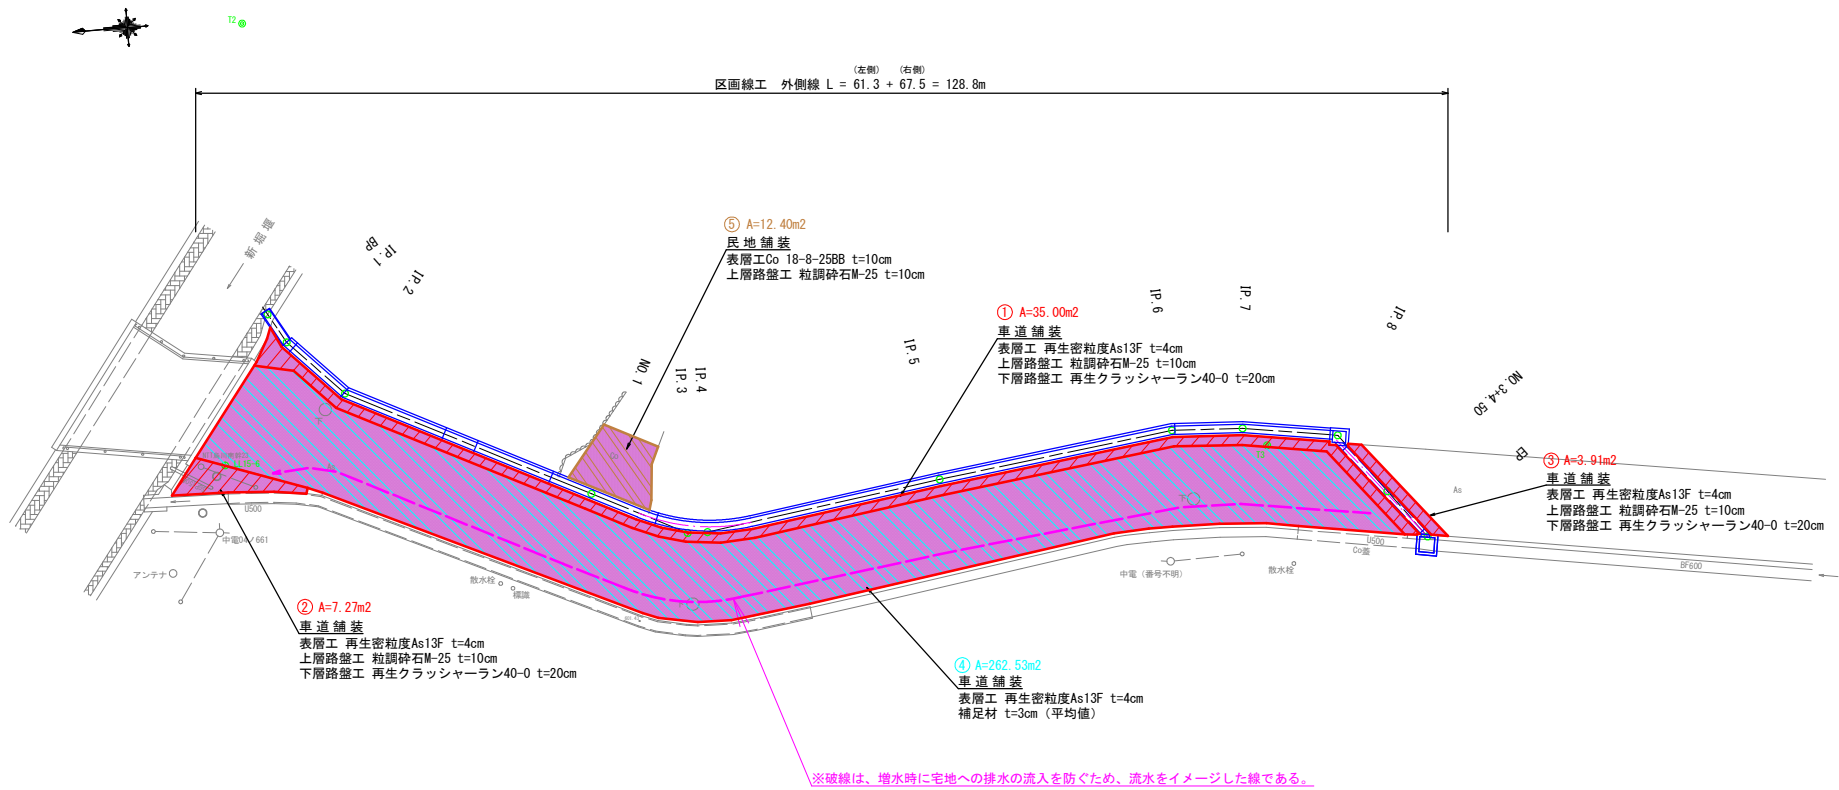 T2
(左側) (右側)
区画線工 外側線 L = 61.3 + 67.5 = 128.8m
新堀堰
BP
IP.1
IP.2
NO.1
IP.3
IP.4
IP.5
IP.6
IP.7
IP.8
NO.3+4.50
EP
⑤ A=12.40m2
民地舗装
表層工Co 18-8-25BB t=10cm
上層路盤工 粒調砕石M-25 t=10cm
① A=35.00m2
車道舗装
表層工 再生密粒度As13F t=4cm
上層路盤工 粒調砕石M-25 t=10cm
下層路盤工 再生クラッシャーラン40-0 t=20cm
③ A=3.91m2
車道舗装
表層工 再生密粒度As13F t=4cm
上層路盤工 粒調砕石M-25 t=10cm
下層路盤工 再生クラッシャーラン40-0 t=20cm
As
Co
As
U500
中電04ノ661
アンテナ
散水栓
標識
中電（番号不明）
散水栓
U500
Co蓋
BF600
② A=7.27m2
車道舗装
表層工 再生密粒度As13F t=4cm
上層路盤工 粒調砕石M-25 t=10cm
下層路盤工 再生クラッシャーラン40-0 t=20cm
④ A=262.53m2
車道舗装
表層工 再生密粒度As13F t=4cm
補足材 t=3cm（平均値）
※破線は、増水時に宅地への排水の流入を防ぐため、流水をイメージした線である。